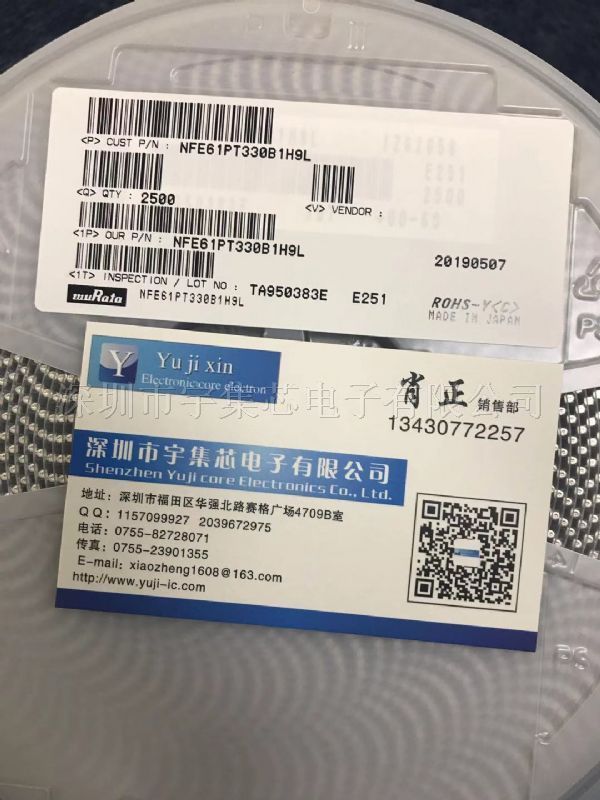 <P> CUST P/N : NFE61PT330B1H9L
<Q> QTY : 2500
<V> VENDOR :
<1P> OUR P/N : NFE61PT330B1H9L
20190507
<1T> INSPECTION / LOT NO : TA950383E E251
muRata NFE61PT330B1H9L
ROHS-Y<C>
MADE IN JAPAN
PS
Y
Yu ji xin
Electronic core electron
肖正 销售部
13430772257
深圳市宇集芯电子有限公司
深圳市宇集芯电子有限公司
Shenzhen Yuji core Electronics Co., Ltd.
地址：深圳市福田区华强北路赛格广场4709B室
QQ：1157099927 2039672975
电话：0755-82728071
传真：0755-23901355
E-mail：xiaozheng1608@163.com
http://www.yuji-ic.com
PS